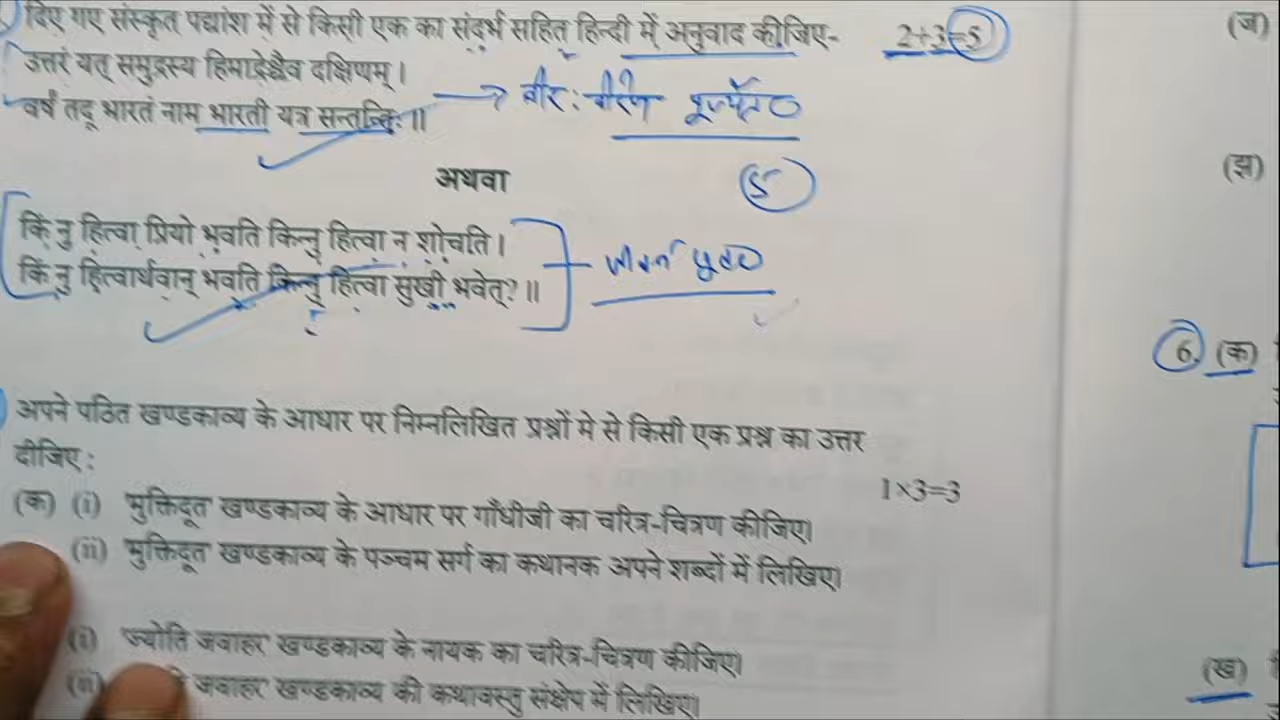 दिए गए संस्कृत पद्यांश में से किसी एक का संदर्भ सहित हिन्दी में अनुवाद कीजिए- 2+3=5
उत्तरं यत् समुद्रस्य हिमाद्रेश्चैव दक्षिणम्।
वर्षं तद् भारतं नाम भारती यत्र सन्ततिः॥ → वीर: वीरेण पूज्यते
अथवा
5
किं नु हित्वा प्रियो भवति किन्नु हित्वा न शोचति।
किं नु हित्वार्थवान् भवति किन्नु हित्वा सुखी भवेत्?॥
अपने पठित खण्डकाव्य के आधार पर निम्नलिखित प्रश्नों मे से किसी एक प्रश्न का उत्तर
दीजिए :
1×3=3
(क) (i) 'मुक्तिदूत' खण्डकाव्य के आधार पर गाँधीजी का चरित्र-चित्रण कीजिए।
(ii) 'मुक्तिदूत' खण्डकाव्य के पञ्चम सर्ग का कथानक अपने शब्दों में लिखिए।
(i) 'ज्योति जवाहर' खण्डकाव्य के नायक का चरित्र-चित्रण कीजिए।
(ii) जवाहर' खण्डकाव्य की कथावस्तु संक्षेप में लिखिए।
(ज)
(झ)
6. (क)
(ख)